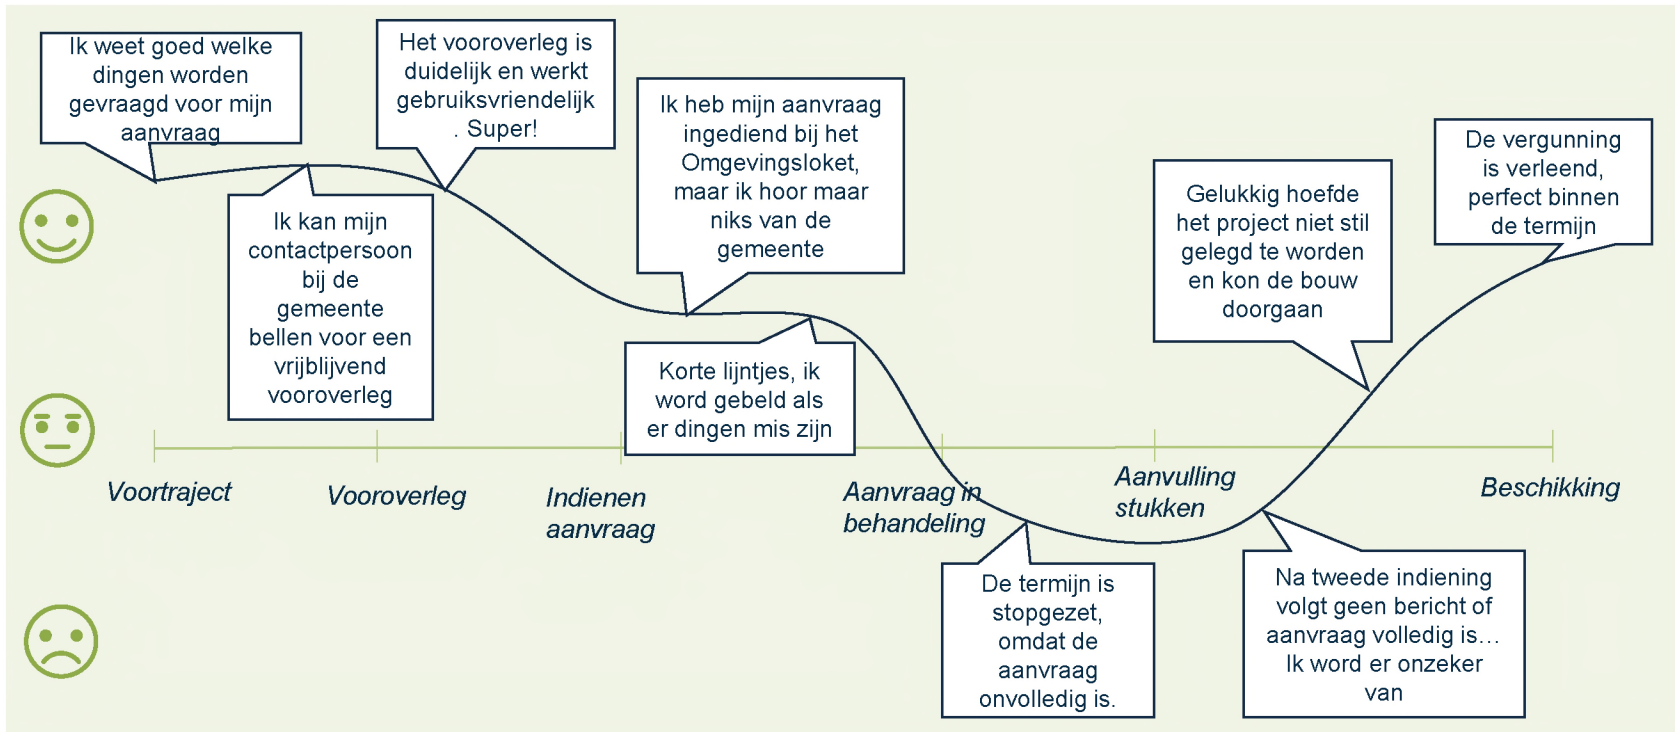 Ik weet goed welke
dingen worden
gevraagd voor mijn
aanvraag
Ik kan mijn
contactpersoon
bij de
gemeente
bellen voor een
vrijblijvend
vooroverleg
Het vooroverleg is
duidelijk en werkt
gebruiksvriendelijk
. Super!
Ik heb mijn aanvraag
ingediend bij het
Omgevingsloket,
maar ik hoor maar
niks van de
gemeente
Korte lijntjes, ik
word gebeld als
er dingen mis zijn
De termijn is
stopgezet,
omdat de
aanvraag
onvolledig is.
Na tweede indiening
volgt geen bericht of
aanvraag volledig is…
Ik word er onzeker
van
Gelukkig hoefde
het project niet stil
gelegd te worden
en kon de bouw
doorgaan
De vergunning
is verleend,
perfect binnen
de termijn
Voortraject
Vooroverleg
Indienen
aanvraag
Aanvraag in
behandeling
Aanvulling
stukken
Beschikking